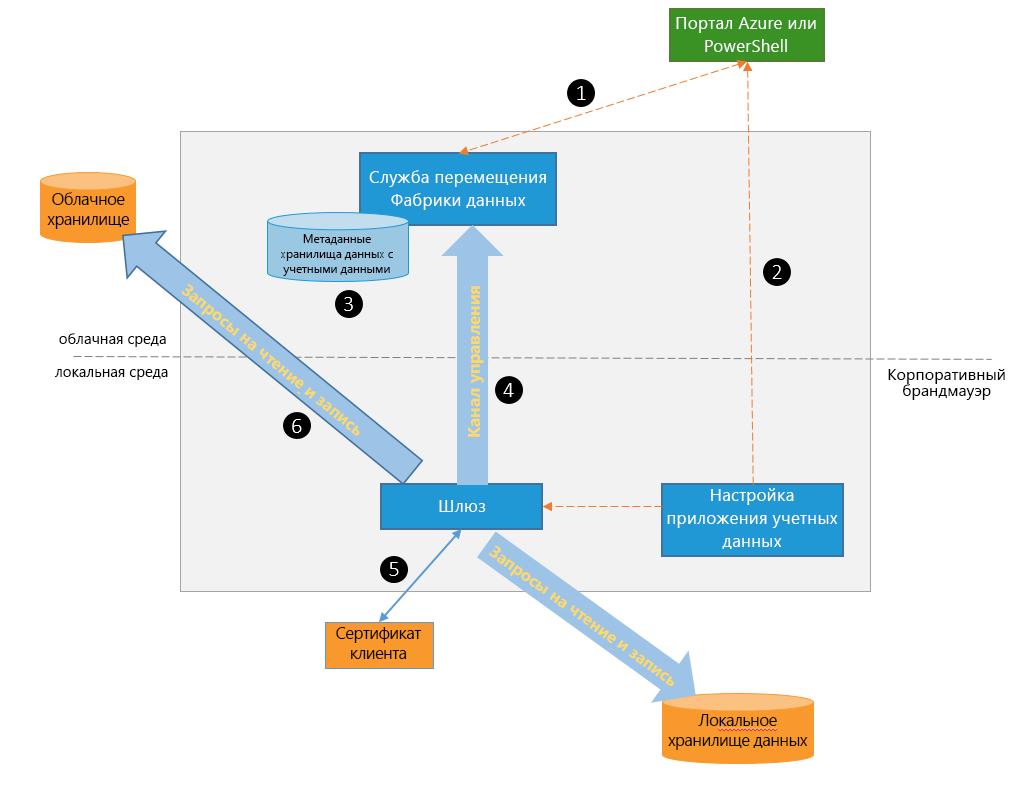 Портал Azure или
PowerShell
1
Служба перемещения
Фабрики данных
Облачное
хранилище
Метаданные
хранилища данных с
учетными данными
2
3
Запросы на чтение и запись
Канал управления
облачная среда
локальная среда
Корпоративный
брандмауэр
4
6
Шлюз
Настройка
приложения учетных
данных
5
Запросы на чтение и запись
Сертификат
клиента
Локальное
хранилище данных